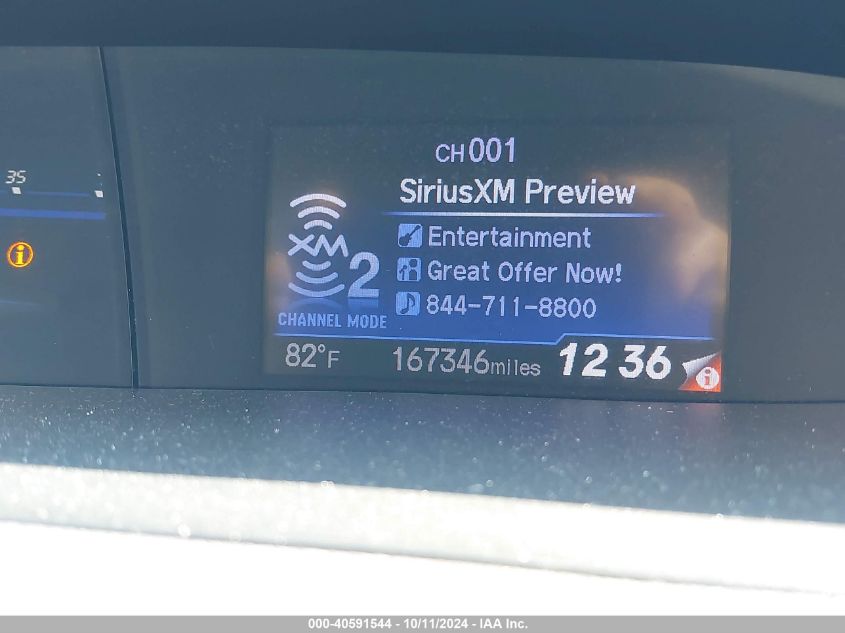 35
CH001
SiriusXM Preview
XM
2
Entertainment
Great Offer Now!
844-711-8800
CHANNEL MODE
82°F 167346miles 12 36
000-40591544 - 10/11/2024 - IAA Inc.